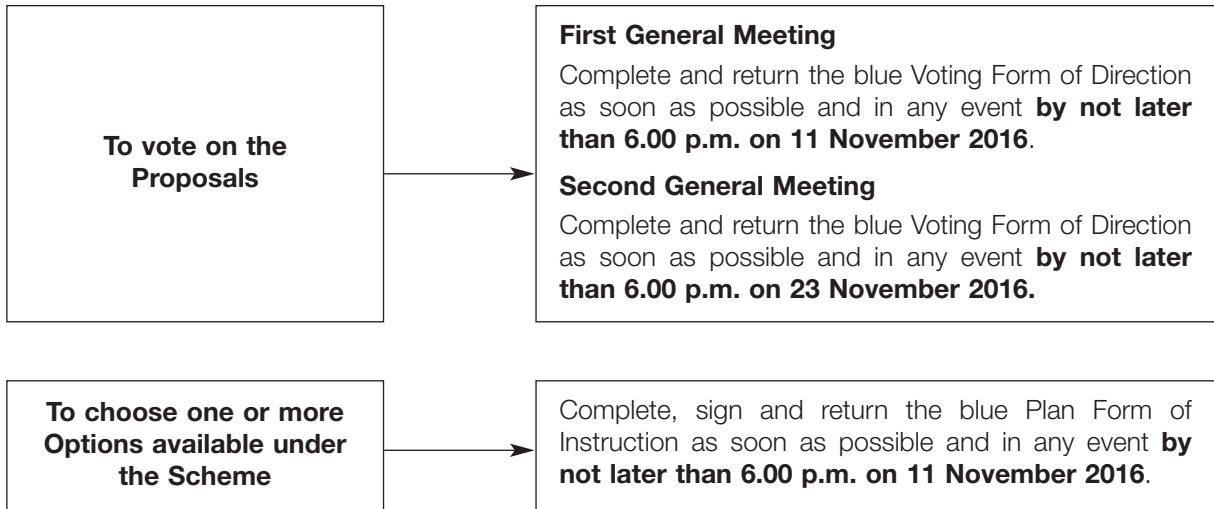 To vote on the
Proposals
First General Meeting
Complete and return the blue Voting Form of Direction
as soon as possible and in any event by not later
than 6.00 p.m. on 11 November 2016.
Second General Meeting
Complete and return the blue Voting Form of Direction
as soon as possible and in any event by not later
than 6.00 p.m. on 23 November 2016.
To choose one or more
Options available under
the Scheme
Complete, sign and return the blue Plan Form of
Instruction as soon as possible and in any event by
not later than 6.00 p.m. on 11 November 2016.